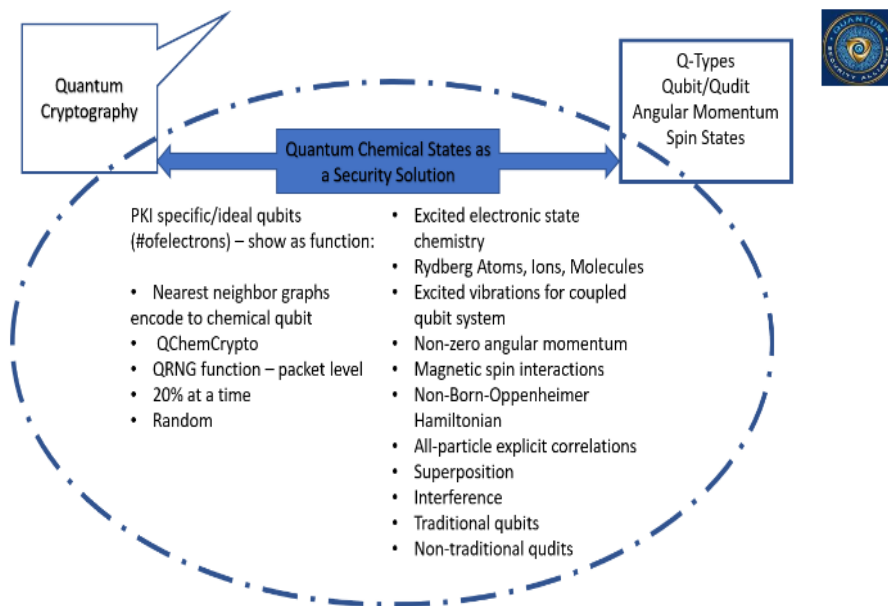 Quantum
Cryptography
Q-Types
Qubit/Qudit
Angular Momentum
Spin States
QUANTUM
SECURITY ALLIANCE
Quantum Chemical States as
a Security Solution
PKI specific/ideal qubits
(#ofelectrons) – show as function:
• Nearest neighbor graphs
encode to chemical qubit
• QChemCrypto
• QRNG function – packet level
• 20% at a time
• Random
• Excited electronic state
chemistry
• Rydberg Atoms, Ions, Molecules
• Excited vibrations for coupled
qubit system
• Non-zero angular momentum
• Magnetic spin interactions
• Non-Born-Oppenheimer
Hamiltonian
• All-particle explicit correlations
• Superposition
• Interference
• Traditional qubits
• Non-traditional qudits